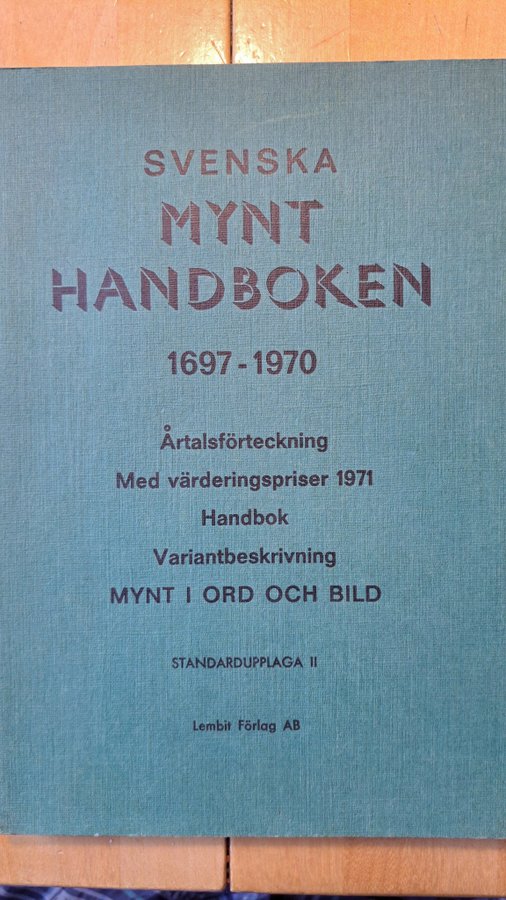 SVENSKA
MYNT
HANDBOKEN
1697 - 1970
Årtalsförteckning
Med värderingspriser 1971
Handbok
Variantbeskrivning
MYNT I ORD OCH BILD
STANDARDUPPLAGA II
Lembit Förlag AB